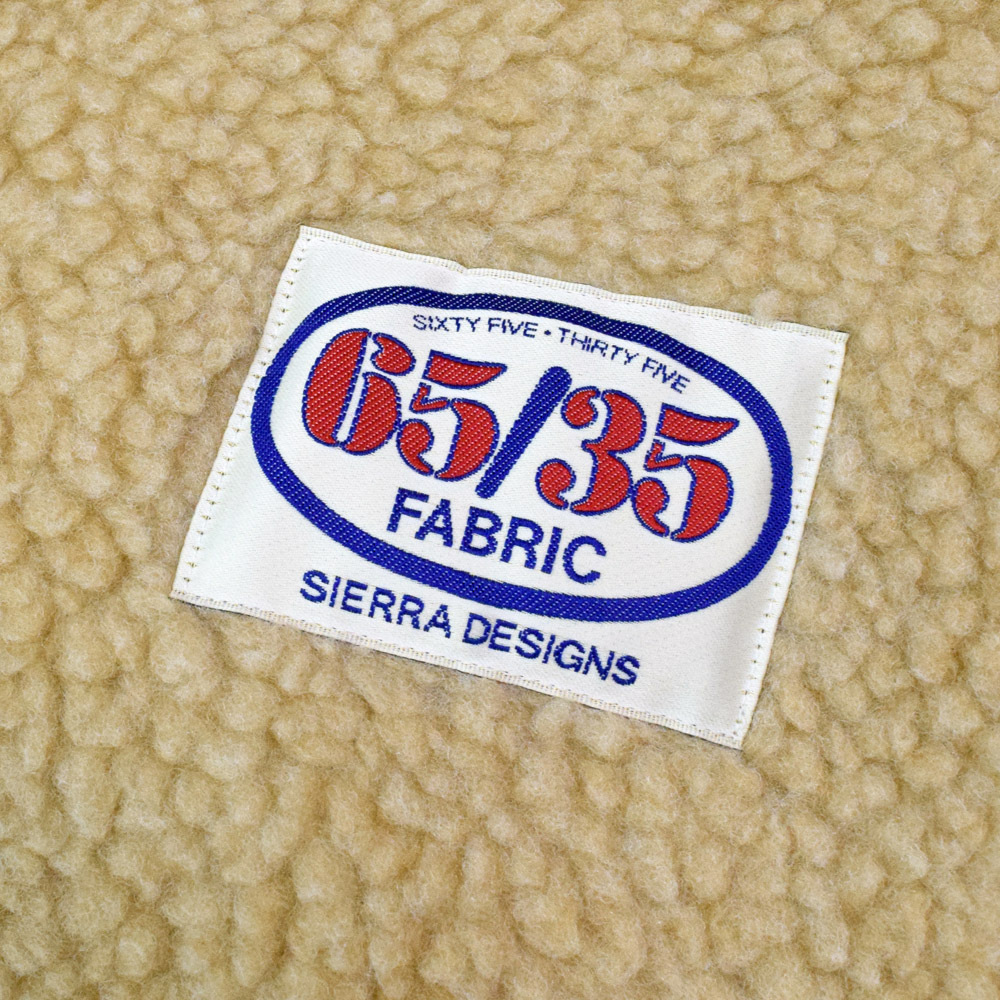 SIXTY FIVE • THIRTY FIVE
65/35
FABRIC
SIERRA DESIGNS